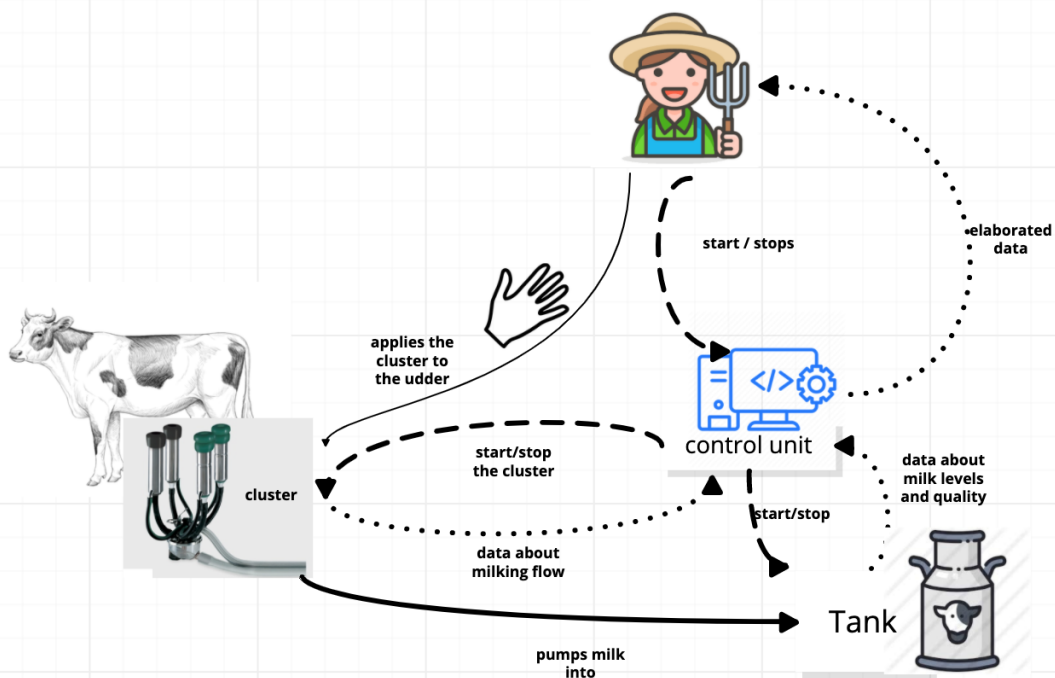 elaborated
data
start / stops
applies the
cluster to
the udder
</>
control unit
start/stop
the cluster
data about
milk levels
and quality
cluster
start/stop
data about
milking flow
Tank
pumps milk
into